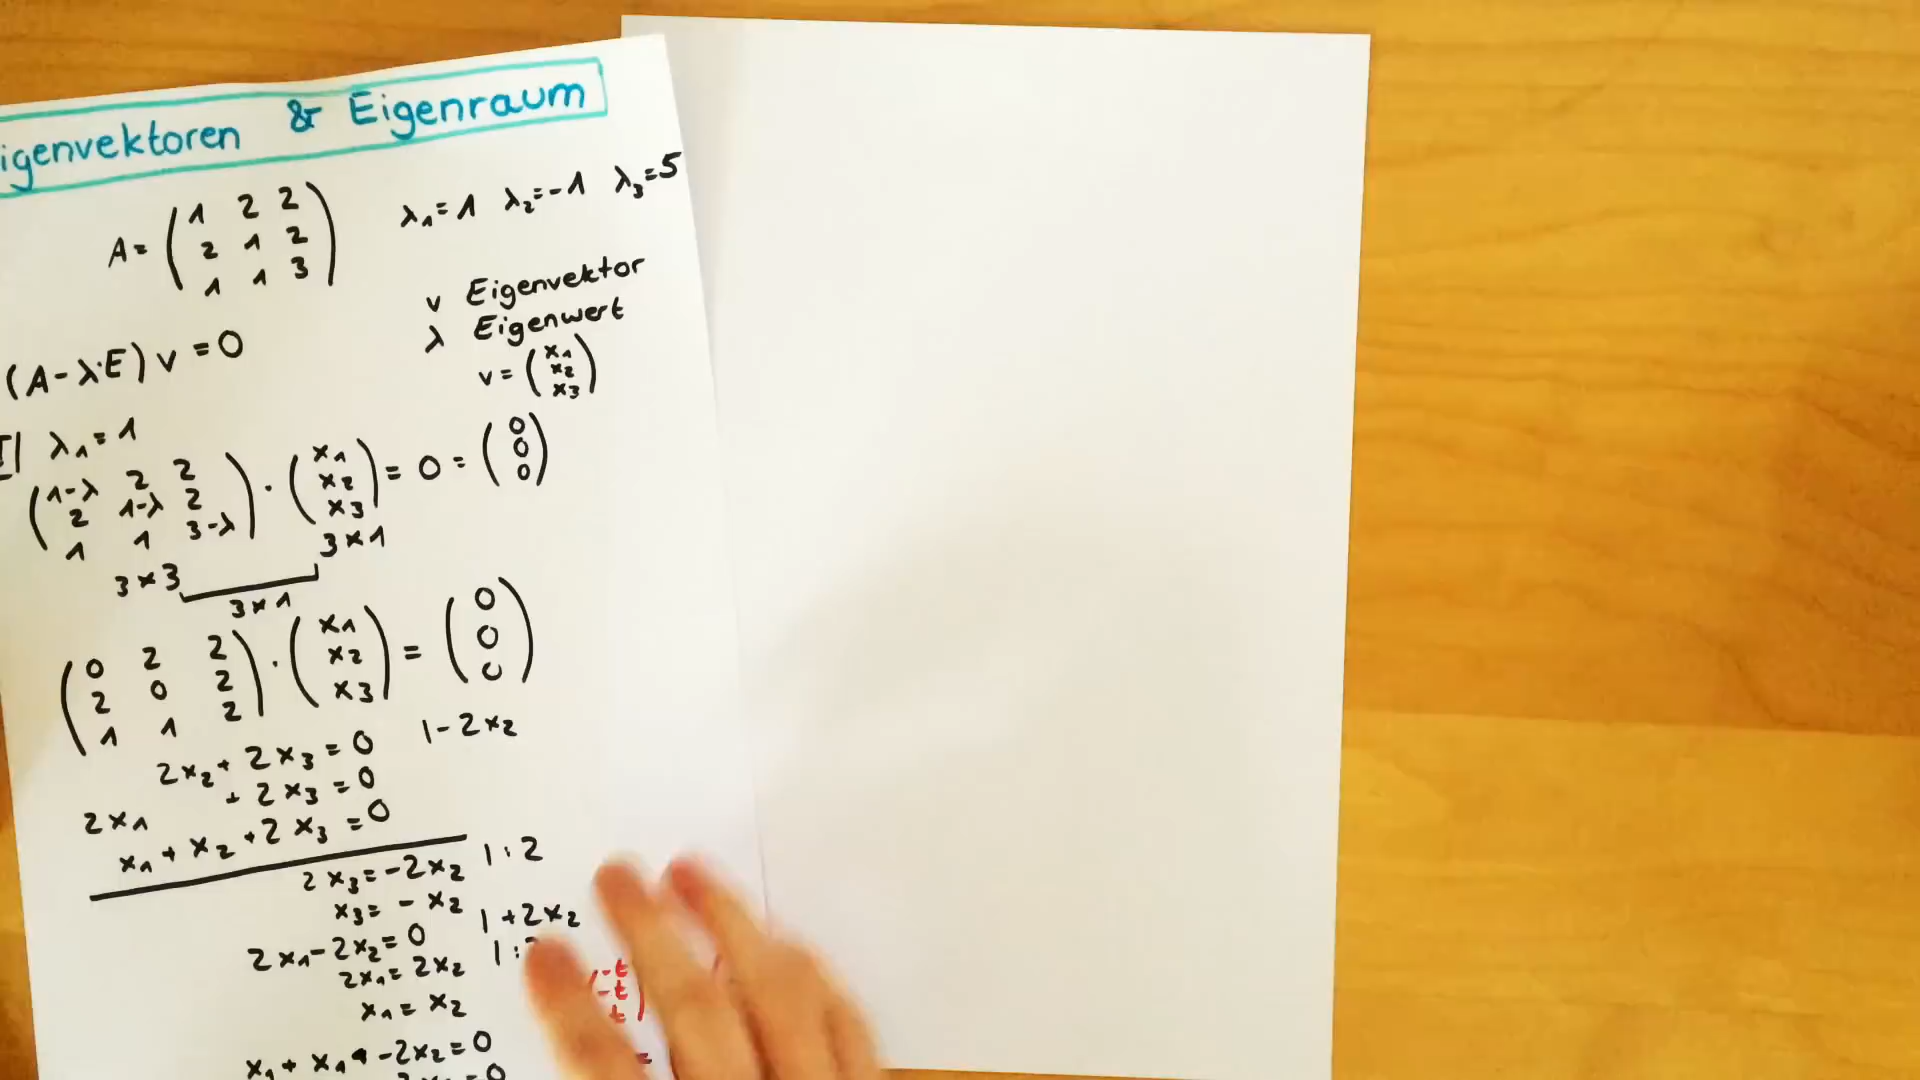 igenvektoren & Eigenraum
A = ( 1 2 2 λ₁=1 λ₂=-1 λ₃=5
2 1 2
1 1 3 )
v Eigenvektor
λ Eigenwert
(A-λ·E) v = 0
v = ( x₁
x₂
x₃ )
I| λ₁ = 1
( 1-λ 2 2
2 1-λ 2
1 1 3-λ ) · ( x₁
x₂
x₃ ) = 0 = ( 0
0
0 )
3×3 3×1
3×1
( 0 2 2
2 0 2
1 1 2 ) · ( x₁
x₂
x₃ ) = ( 0
0
0 )
2x₂ + 2x₃ = 0 |-2x₂
2x₁ + 2x₃ = 0
x₁ + x₂ + 2x₃ = 0
2x₃ = -2x₂ |:2
x₃ = -x₂
2x₁ - 2x₂ = 0 |+2x₂
2x₁ = 2x₂ |:
x₁ = x₂
-t
-t
t
x₁ + x₁ - 2x₂ = 0
= 0